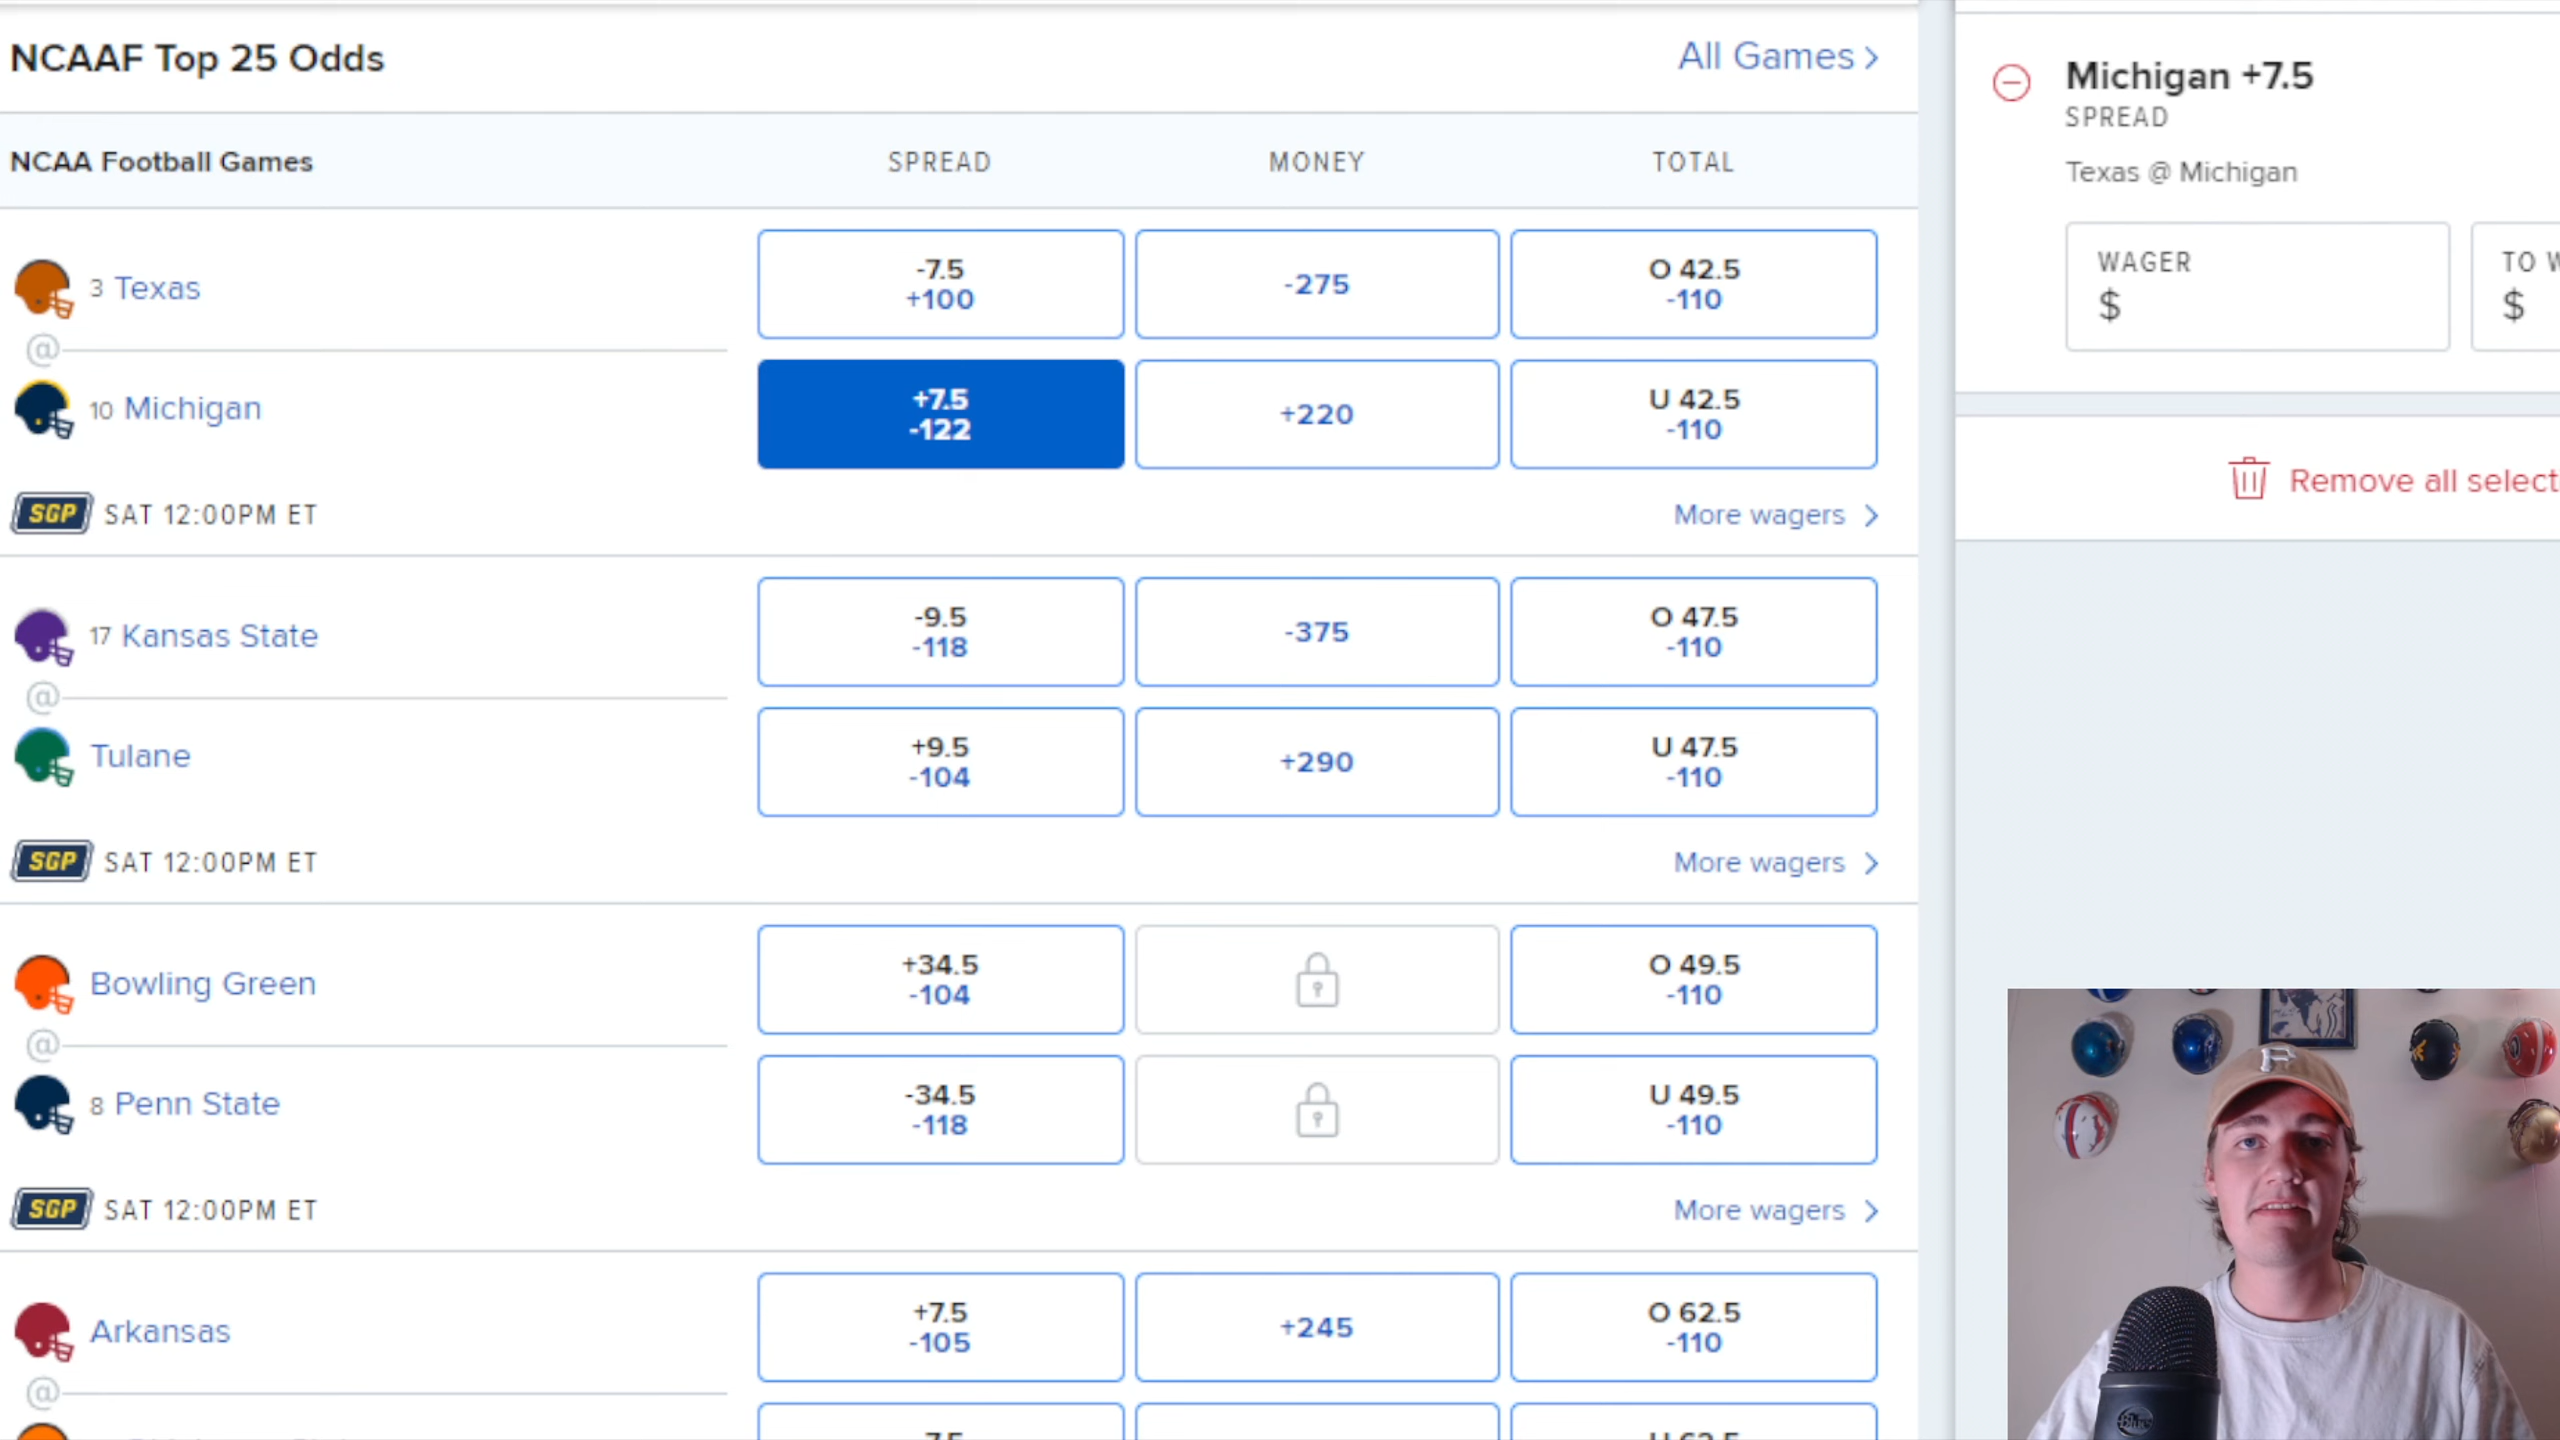 NCAAF Top 25 Odds
All Games
NCAA Football Games
SPREAD
MONEY
TOTAL
3 Texas
-7.5
+100
-275
O 42.5
-110
@
10 Michigan
+7.5
-122
+220
U 42.5
-110
SGP SAT 12:00PM ET
More wagers
17 Kansas State
-9.5
-118
-375
O 47.5
-110
@
Tulane
+9.5
-104
+290
U 47.5
-110
SGP SAT 12:00PM ET
More wagers
Bowling Green
+34.5
-104
O 49.5
-110
@
8 Penn State
-34.5
-118
U 49.5
-110
SGP SAT 12:00PM ET
More wagers
Arkansas
+7.5
-105
+245
O 62.5
-110
@
Michigan +7.5
SPREAD
Texas @ Michigan
WAGER
$
TO W
$
Remove all select
P